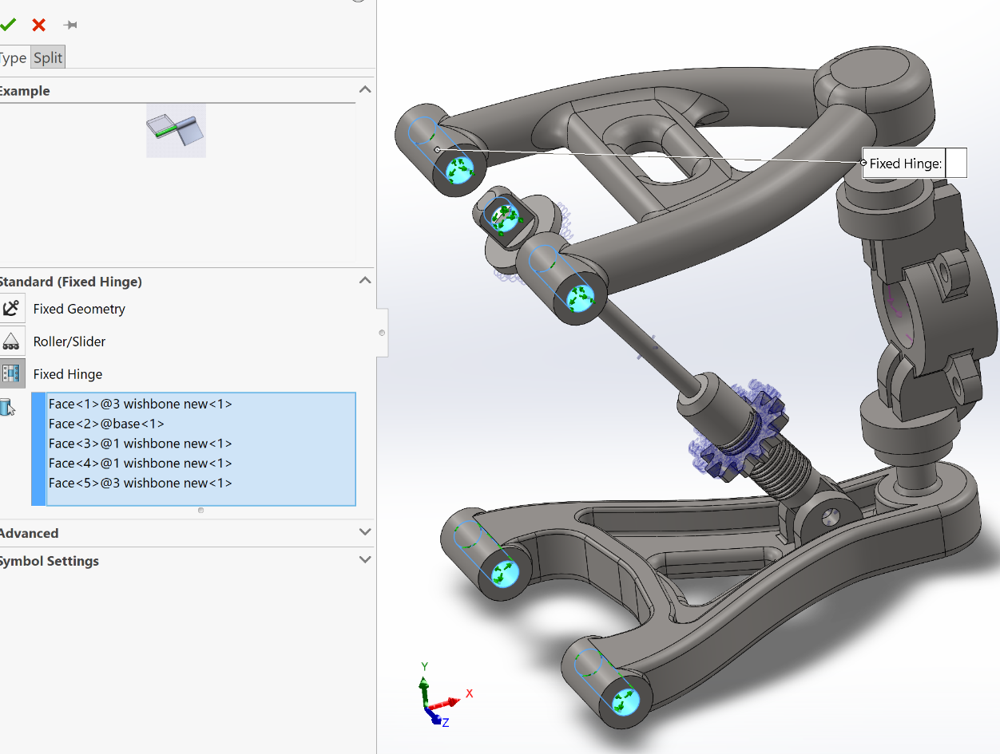 Type Split
Example
Standard (Fixed Hinge)
Fixed Geometry
Roller/Slider
Fixed Hinge
Face<1>@3 wishbone new<1>
Face<2>@base<1>
Face<3>@1 wishbone new<1>
Face<4>@1 wishbone new<1>
Face<5>@3 wishbone new<1>
Advanced
Symbol Settings
Fixed Hinge:
Y
X
Z